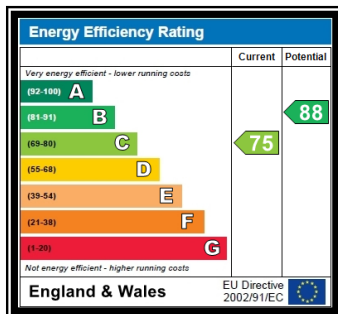 Energy Efficiency Rating
Current Potential
Very energy efficient - lower running costs
(92-100) A
(81-91) B
88
(69-80) C
75
(55-68) D
(39-54) E
(21-38) F
(1-20) G
Not energy efficient - higher running costs
England & Wales
EU Directive
2002/91/EC